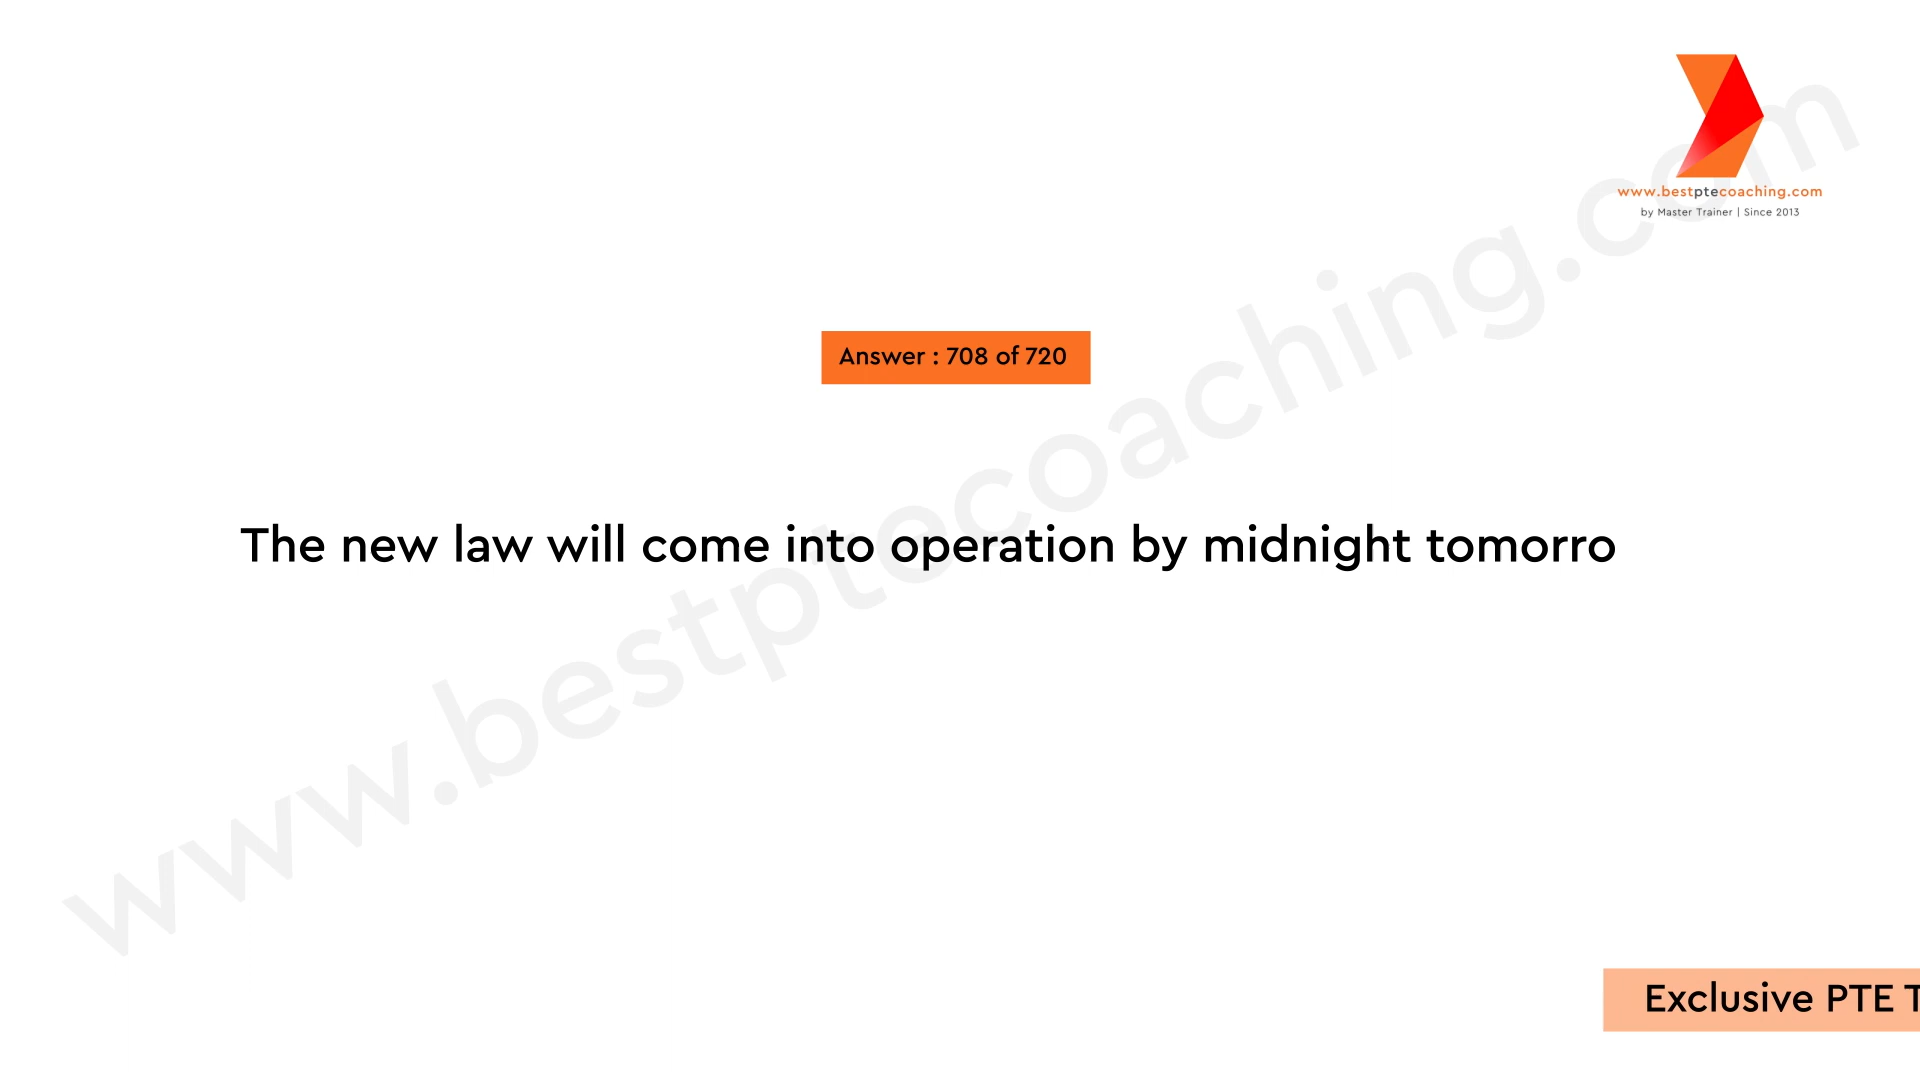 www.bestptecoaching.com
by Master Trainer | Since 2013
Answer : 708 of 720
The new law will come into operation by midnight tomorro
www.bestptecoaching.com
Exclusive PTE T